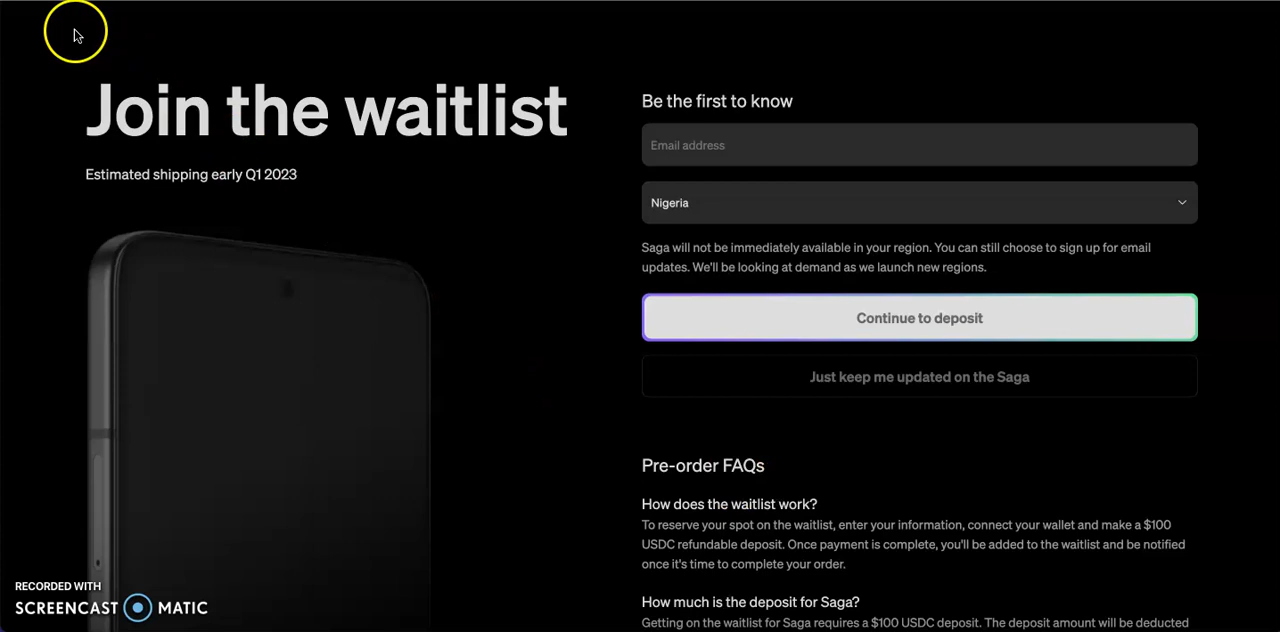 Join the waitlist
Estimated shipping early Q1 2023
Be the first to know
Email address
Nigeria
Saga will not be immediately available in your region. You can still choose to sign up for email
updates. We'll be looking at demand as we launch new regions.
Continue to deposit
Just keep me updated on the Saga
Pre-order FAQs
How does the waitlist work?
To reserve your spot on the waitlist, enter your information, connect your wallet and make a $100
USDC refundable deposit. Once payment is complete, you'll be added to the waitlist and be notified
once it's time to complete your order.
How much is the deposit for Saga?
Getting on the waitlist for Saga requires a $100 USDC deposit. The deposit amount will be deducted
RECORDED WITH
SCREENCAST MATIC